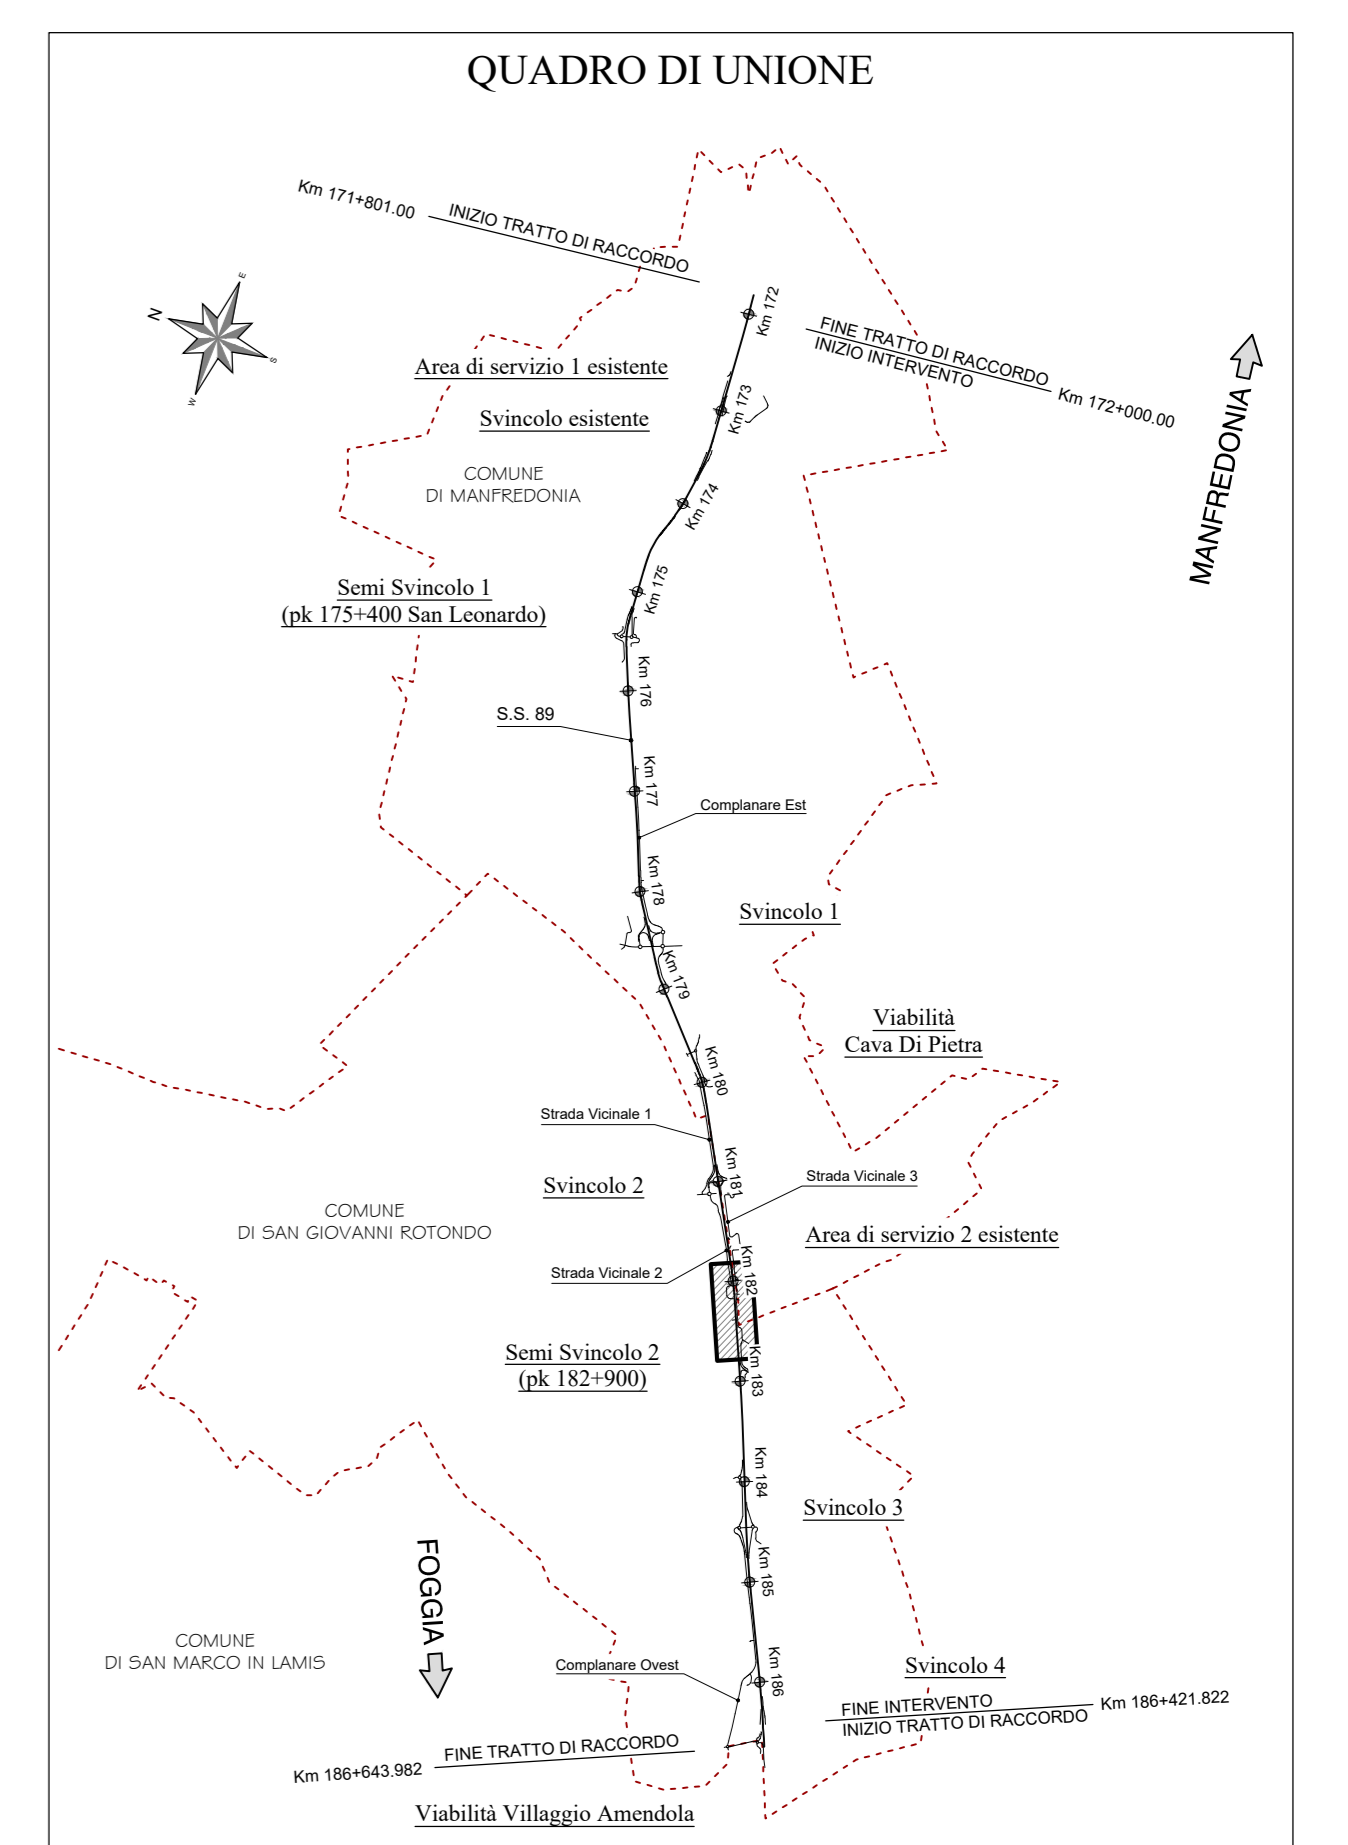 QUADRO DI UNIONE
Km 171+801.00
INIZIO TRATTO DI RACCORDO
N
E
S
W
Km 172
FINE TRATTO DI RACCORDO
INIZIO INTERVENTO
Km 172+000.00
MANFREDONIA
Area di servizio 1 esistente
Km 173
Svincolo esistente
COMUNE
DI MANFREDONIA
Km 174
Semi Svincolo 1
(pk 175+400 San Leonardo)
Km 175
Km 176
S.S. 89
Km 177
Complanare Est
Km 178
Svincolo 1
Km 179
Viabilità
Cava Di Pietra
Km 180
Strada Vicinale 1
Km 181
Svincolo 2
Strada Vicinale 3
COMUNE
DI SAN GIOVANNI ROTONDO
Area di servizio 2 esistente
Strada Vicinale 2
Km 182
Semi Svincolo 2
(pk 182+900)
Km 183
Km 184
Svincolo 3
FOGGIA
Km 185
COMUNE
DI SAN MARCO IN LAMIS
Complanare Ovest
Km 186
Svincolo 4
FINE INTERVENTO
INIZIO TRATTO DI RACCORDO
Km 186+421.822
FINE TRATTO DI RACCORDO
Km 186+643.982
Viabilità Villaggio Amendola